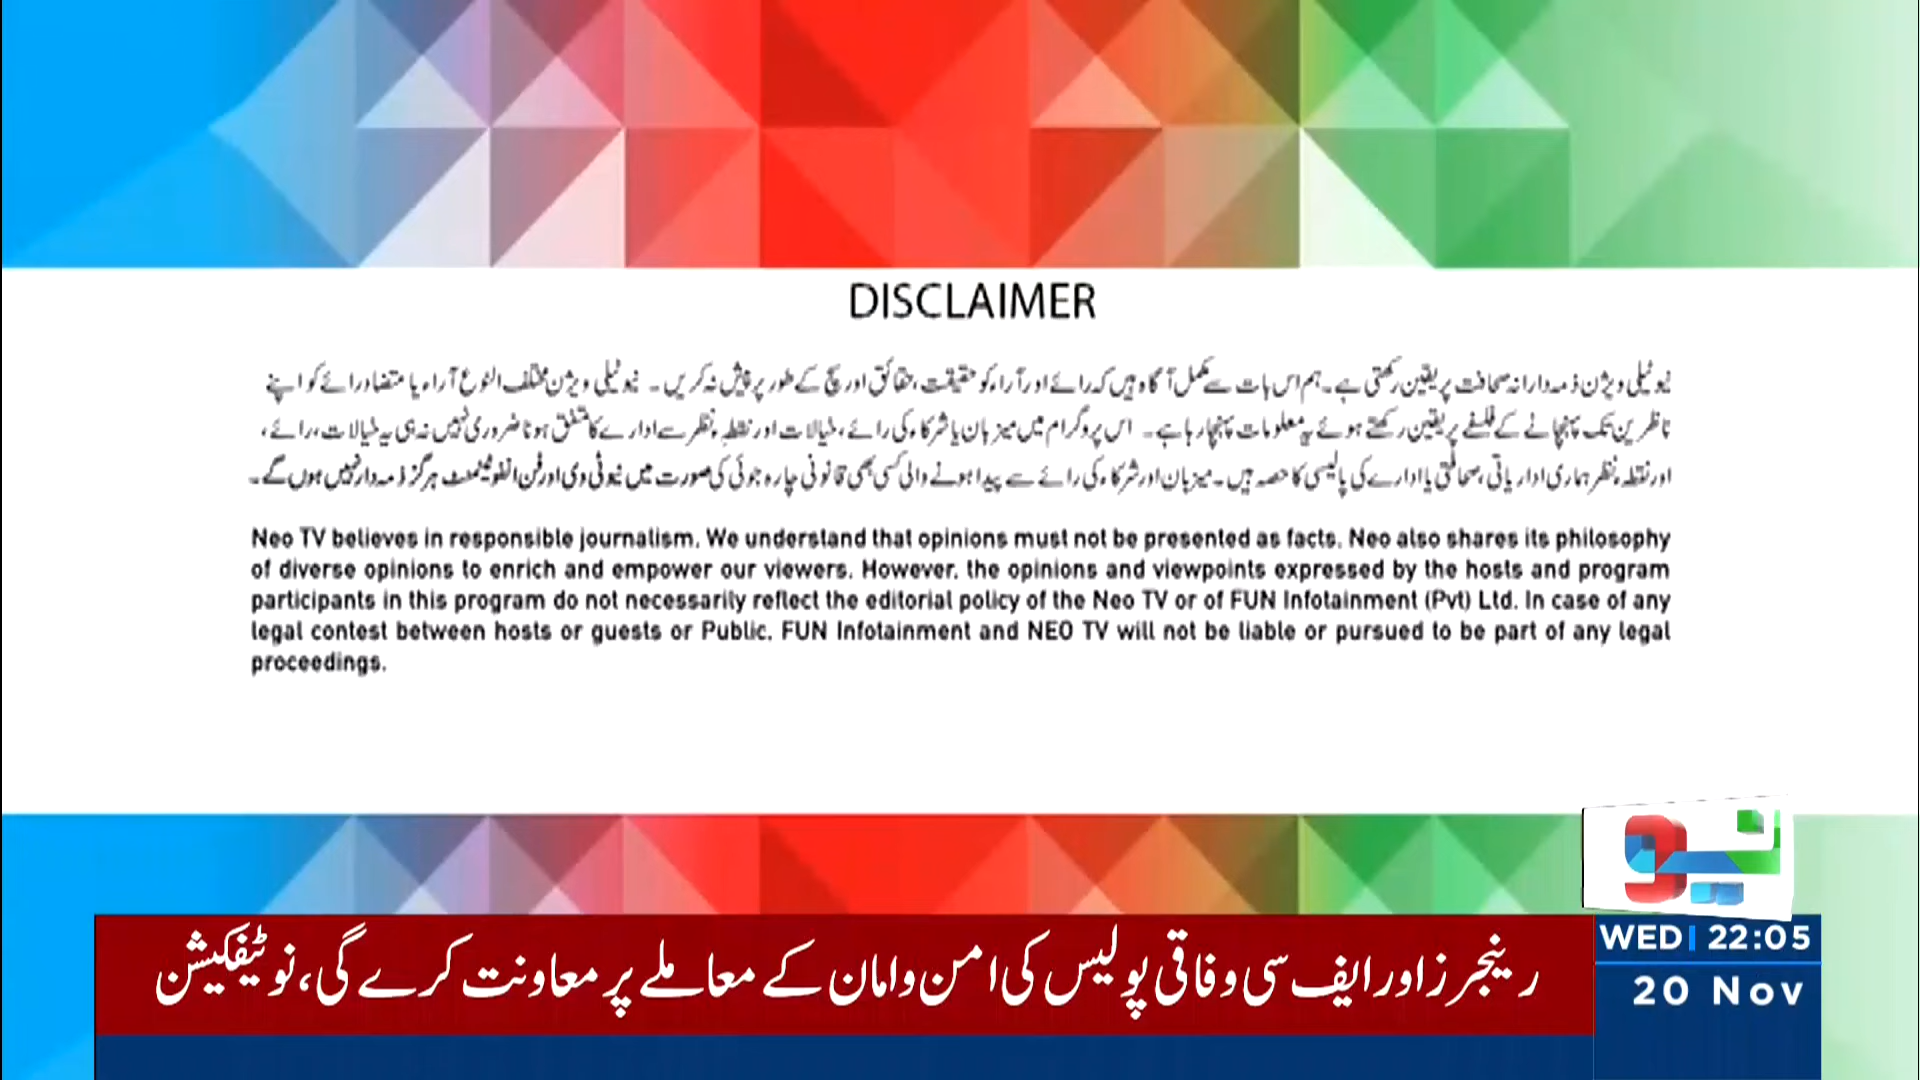 DISCLAIMER
نیو ٹیلی ویژن ذمہ دارانہ صحافت پر یقین رکھتی ہے۔ ہم اس بات سے مکمل آگاہ ہیں کہ رائے اور آراء کو حقیقت، حقائق اور سچ کے طور پر پیش نہ کریں۔ نیو ٹیلی ویژن مختلف النوع آراء یا متضاد رائے کو اپنے
ناظرین تک پہنچانے کے فلسفے پر یقین رکھتے ہوئے یہ معلومات پہنچا رہا ہے۔ اس پروگرام میں میزبان یا شرکاء کی رائے، خیالات اور نقطہ نظر سے ادارے کا متفق ہونا ضروری نہیں نہ ہی یہ خیالات، رائے،
اور نقطہ نظر ہماری اداریاتی، صحافتی یا ادارے کی پالیسی کا حصہ ہیں۔ میزبان اور شرکاء کی رائے سے پیدا ہونے والی کسی بھی قانونی چارہ جوئی کی صورت میں نیو ٹی وی اور فن انفوٹینمنٹ ہرگز ذمہ دار نہیں ہوں گے۔
Neo TV believes in responsible journalism. We understand that opinions must not be presented as facts. Neo also shares its philosophy
of diverse opinions to enrich and empower our viewers. However, the opinions and viewpoints expressed by the hosts and program
participants in this program do not necessarily reflect the editorial policy of the Neo TV or of FUN Infotainment (Pvt) Ltd. In case of any
legal contest between hosts or guests or Public, FUN Infotainment and NEO TV will not be liable or pursued to be part of any legal
proceedings.
نیو
رینجرز اور ایف سی وفاقی پولیس کی امن و امان کے معاملے پر معاونت کرے گی، نوٹیفکیشن
WED | 22:05
20 Nov